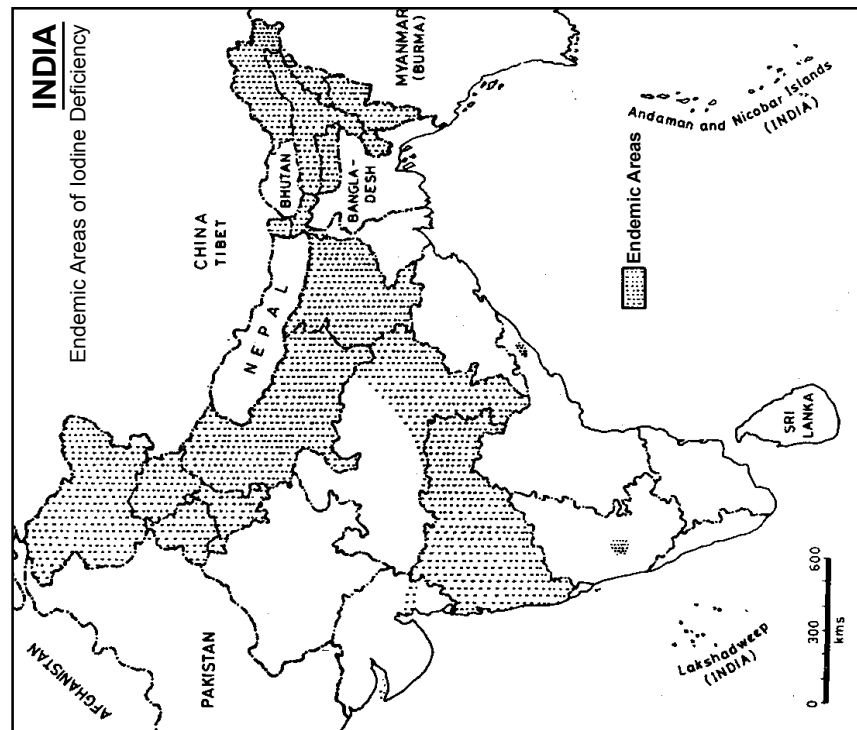 INDIA
Endemic Areas of Iodine Deficiency
AFGHANISTAN
PAKISTAN
CHINA
TIBET
NEPAL
BHUTAN
BANGLA-
DESH
MYANMAR
(BURMA)
Endemic Areas
Andaman and Nicobar Islands
(INDIA)
SRI
LANKA
Lakshadweep
(INDIA)
0 300 600
kms